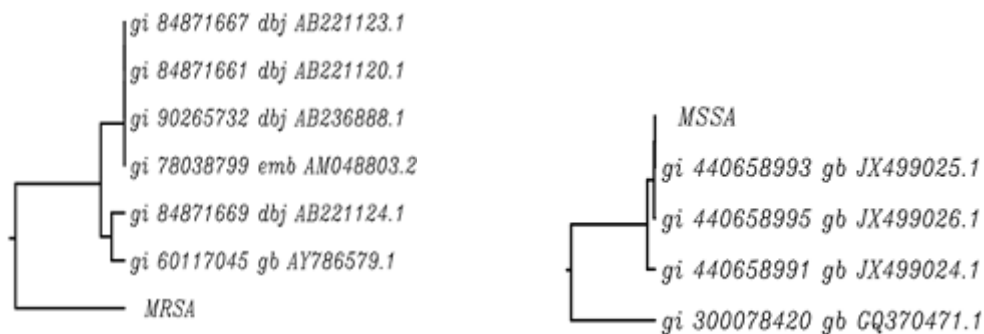 gi 84871667 dbj AB221123.1
gi 84871661 dbj AB221120.1
gi 90265732 dbj AB236888.1
gi 78038799 emb AM048803.2
gi 84871669 dbj AB221124.1
gi 60117045 gb AY786579.1
MRSA
MSSA
gi 440658993 gb JX499025.1
gi 440658995 gb JX499026.1
gi 440658991 gb JX499024.1
gi 300078420 gb GQ370471.1